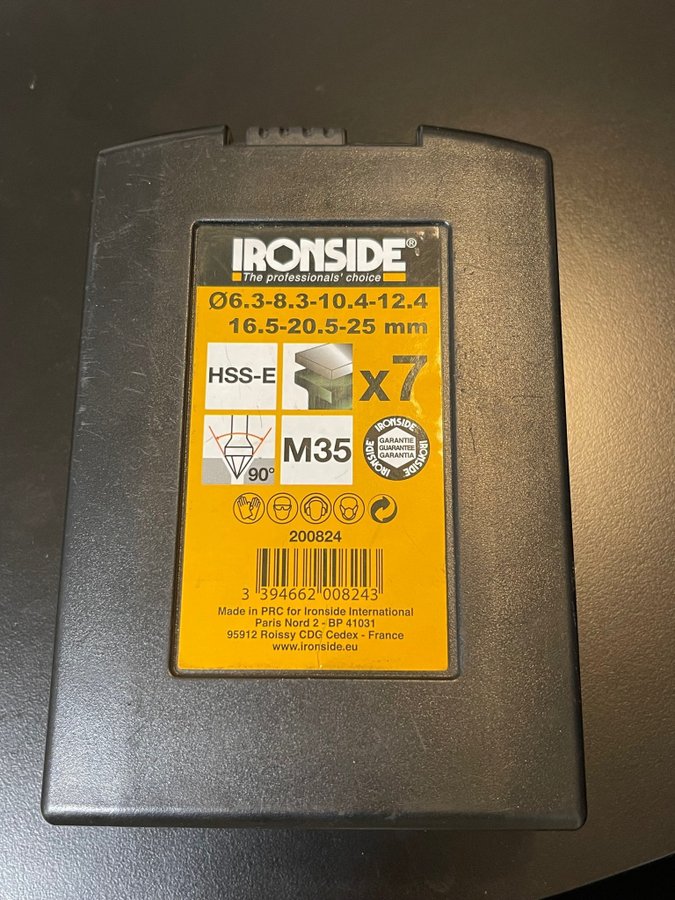 IRONSIDE®
The professionals' choice
Ø6.3-8.3-10.4-12.4
16.5-20.5-25 mm
HSS-E
x7
90°
M35
IRONSIDE
GARANTIE
GUARANTEE
GARANTIA
IRONSIDE
IRONSIDE
200824
3 394662 008243
Made in PRC for Ironside International
Paris Nord 2 - BP 41031
95912 Roissy CDG Cedex - France
www.ironside.eu